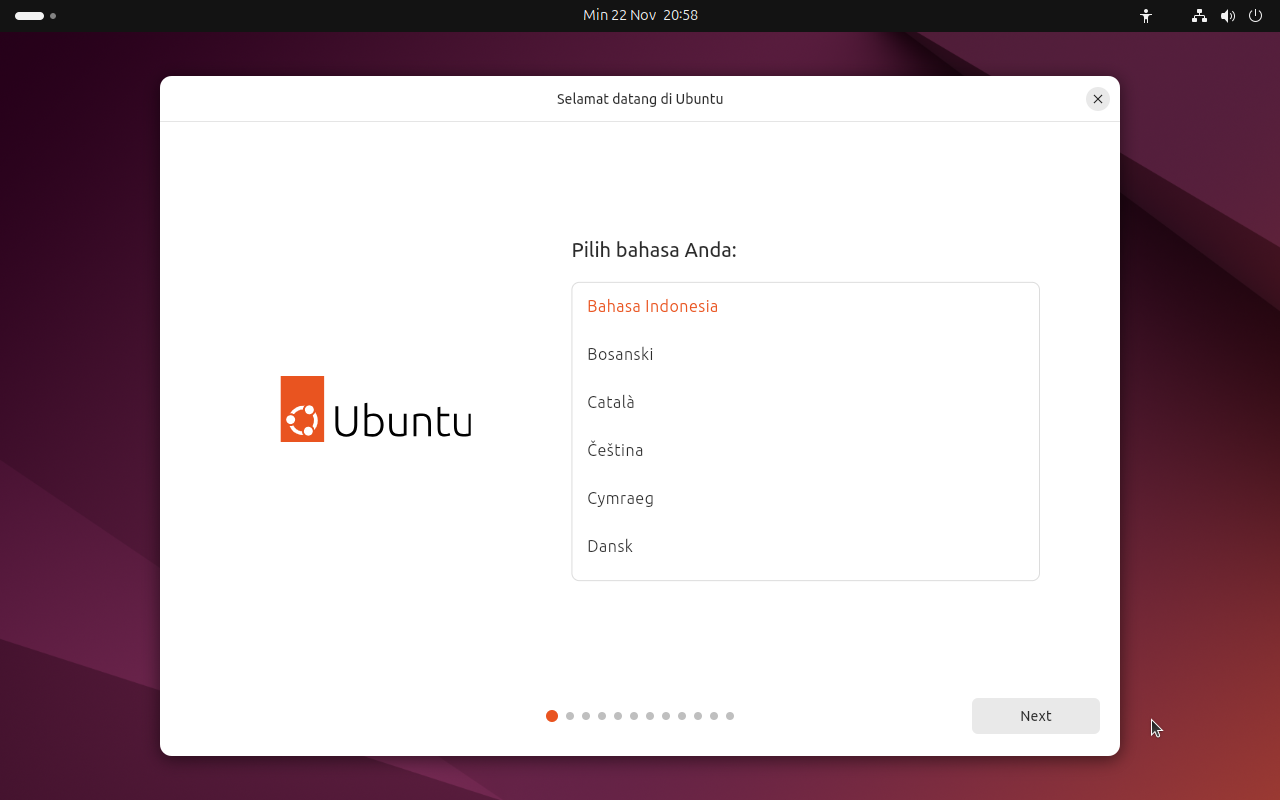 Min 22 Nov 20:58
Selamat datang di Ubuntu
Pilih bahasa Anda:
Bahasa Indonesia
Bosanski
Català
Čeština
Cymraeg
Dansk
Ubuntu
Next